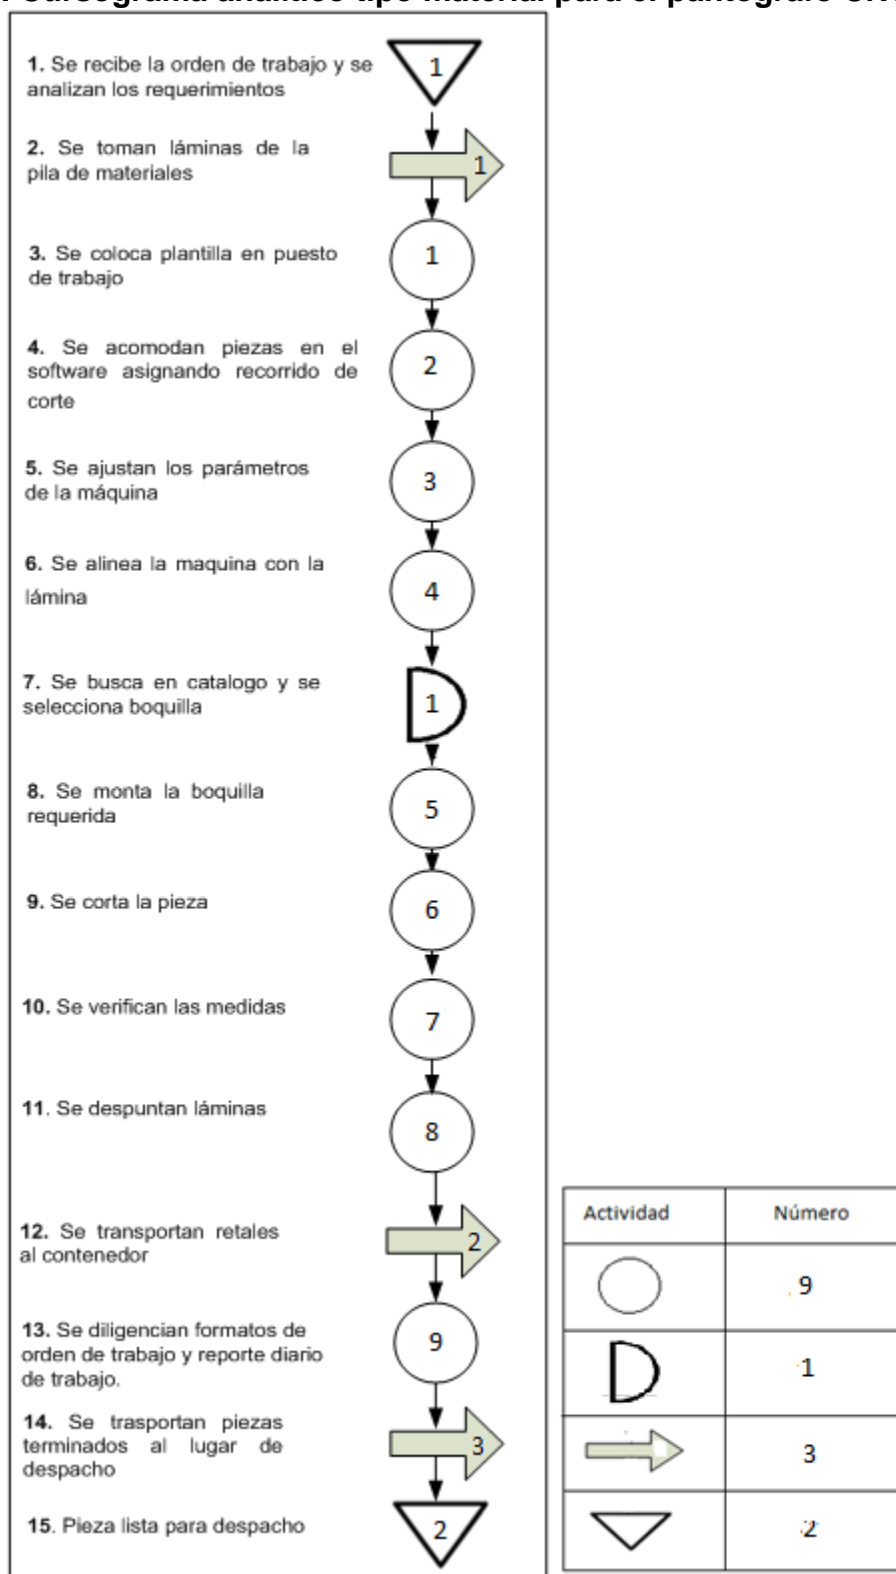 Cursograma analítico tipo material para el pantógrafo
1. Se recibe la orden de trabajo y se
analizan los requerimientos
1
2. Se toman láminas de la
pila de materiales
1
3. Se coloca plantilla en puesto
de trabajo
1
4. Se acomodan piezas en el
software asignando recorrido de
corte
2
5. Se ajustan los parámetros
de la máquina
3
6. Se alinea la maquina con la
lámina
4
7. Se busca en catalogo y se
selecciona boquilla
1
8. Se monta la boquilla
requerida
5
9. Se corta la pieza
6
10. Se verifican las medidas
7
11. Se despuntan láminas
8
12. Se transportan retales
al contenedor
2
13. Se diligencian formatos de
orden de trabajo y reporte diario
de trabajo.
9
14. Se trasportan piezas
terminados al lugar de
despacho
3
15. Pieza lista para despacho
2
Actividad Número
9
1
3
2